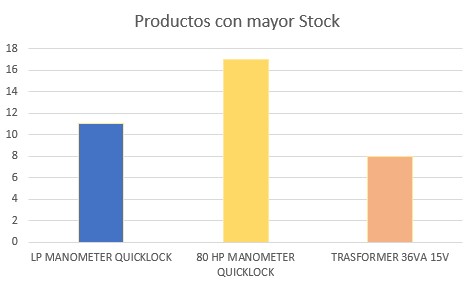 Productos con mayor Stock
18
16
14
12
10
8
6
4
2
0
LP MANOMETER QUICKLOCK
80 HP MANOMETER
QUICKLOCK
TRASFORMER 36VA 15V